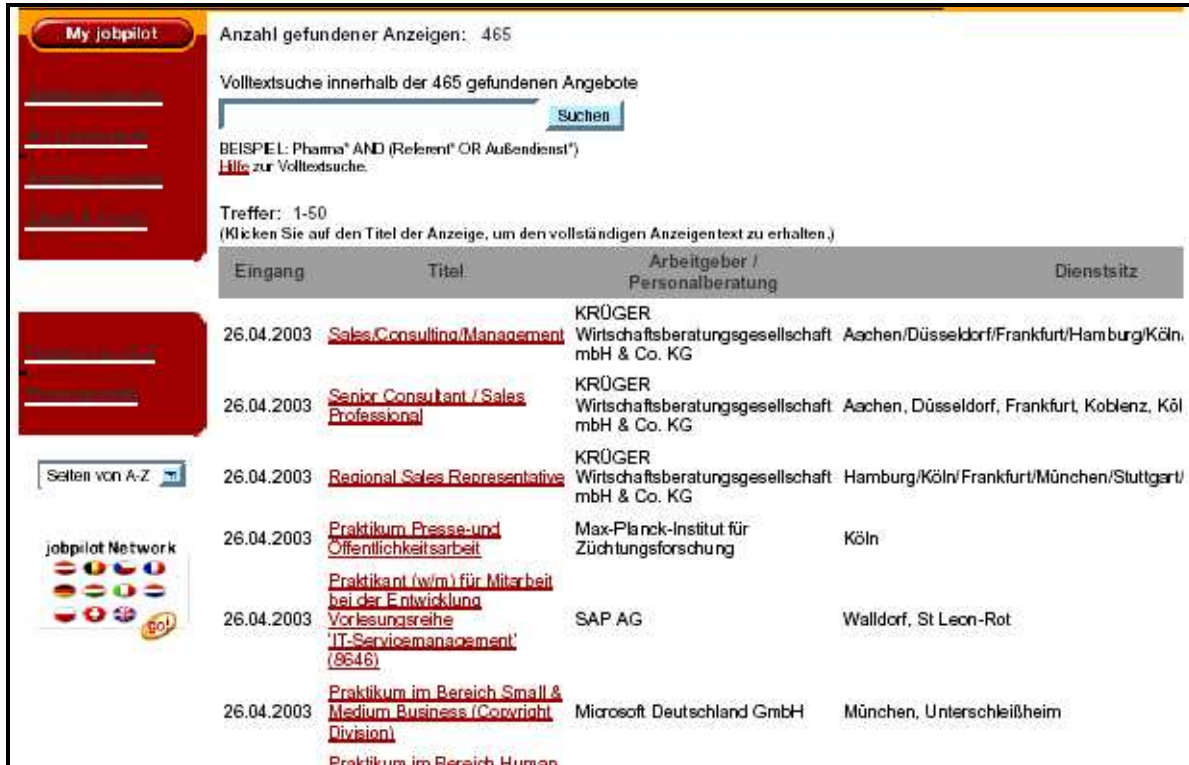 My jobpilot
Anzahl gefundener Anzeigen: 465
Volltextsuche innerhalb der 465 gefundenen Angebote
Suchen
BEISPIEL: Pharma* AND (Referent* OR Außendienst*)
Hilfe zur Volltextsuche.
Treffer: 1-50
(Klicken Sie auf den Titel der Anzeige, um den vollständigen Anzeigentext zu erhalten.)
Eingang Titel Arbeitgeber / Personalberatung Dienstsitz
KRÜGER
26.04.2003 Sales/Consulting/Management Wirtschaftsberatungsgesellschaft Aachen/Düsseldorf/Frankfurt/Hamburg/Köln,
mbH & Co. KG
KRÜGER
26.04.2003 Senior Consultant / Sales Professional Wirtschaftsberatungsgesellschaft Aachen, Düsseldorf, Frankfurt, Koblenz, Köl
mbH & Co. KG
KRÜGER
26.04.2003 Regional Sales Representative Wirtschaftsberatungsgesellschaft Hamburg/Köln/Frankfurt/München/Stuttgart/
mbH & Co. KG
Seiten von A-Z
26.04.2003 Praktikum Presse-und Öffentlichkeitsarbeit Max-Planck-Institut für Züchtungsforschung Köln
jobpilot Network
go!
Praktikant (w/m) für Mitarbeit
bei der Entwicklung
26.04.2003 Vorlesungsreihe SAP AG Walldorf, St Leon-Rot
'IT-Servicemanagement'
(9646)
Praktikum im Bereich Small &
26.04.2003 Medium Business (Copyright Microsoft Deutschland GmbH München, Unterschleißheim
Division)
Praktikum im Bereich Human